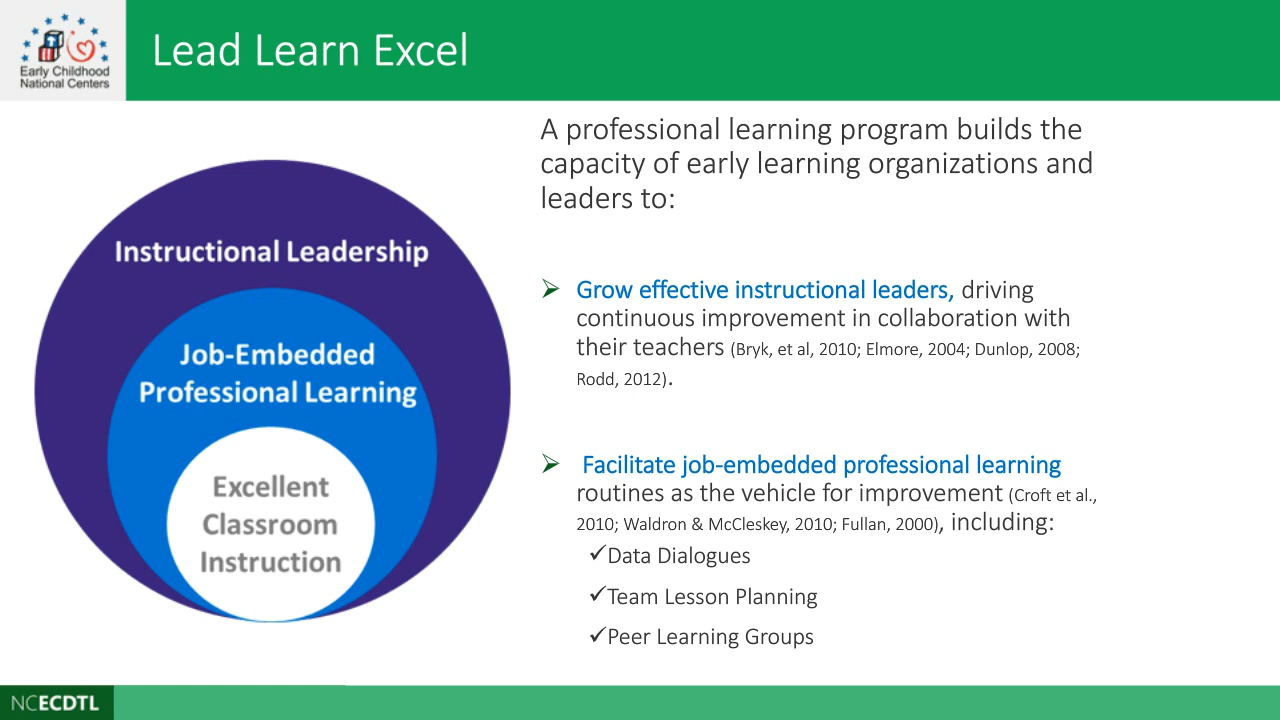 Early Childhood
National Centers
Lead Learn Excel
Instructional Leadership
Job-Embedded
Professional Learning
Excellent
Classroom
Instruction
A professional learning program builds the
capacity of early learning organizations and
leaders to:
➢ Grow effective instructional leaders, driving
continuous improvement in collaboration with
their teachers (Bryk, et al, 2010; Elmore, 2004; Dunlop, 2008;
Rodd, 2012).
➢ Facilitate job-embedded professional learning
routines as the vehicle for improvement (Croft et al.,
2010; Waldron & McCleskey, 2010; Fullan, 2000), including:
✓Data Dialogues
✓Team Lesson Planning
✓Peer Learning Groups
NCECDTL